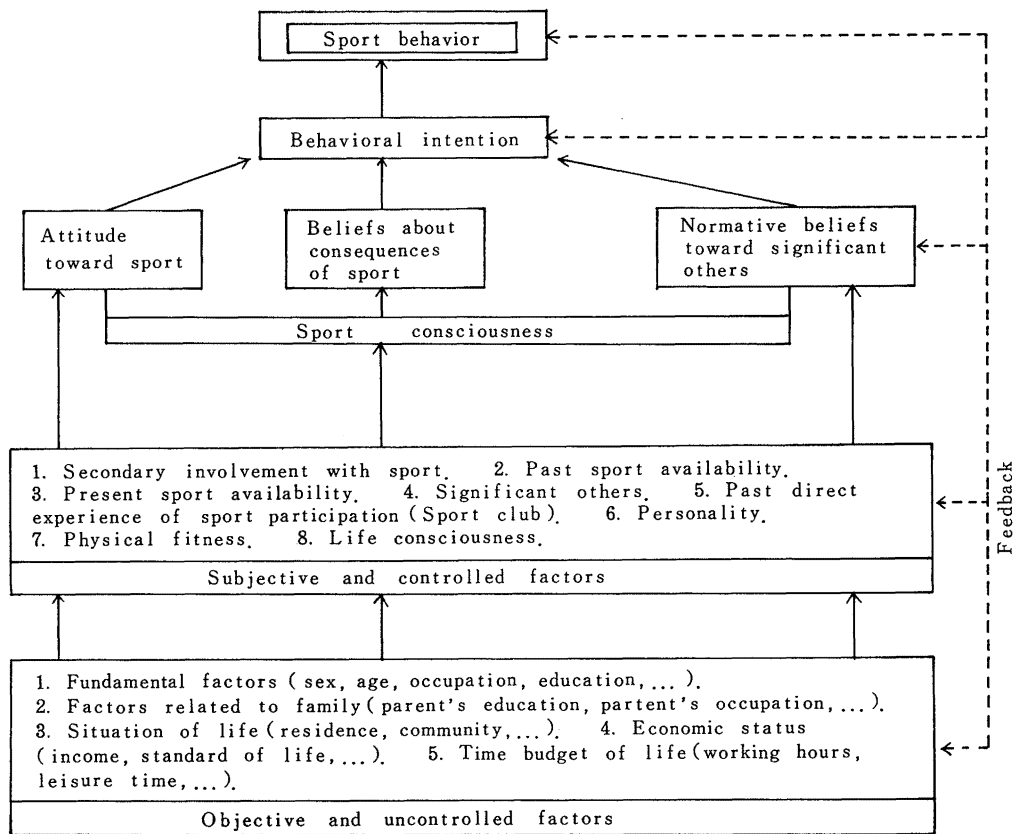 Sport behavior
Behavioral intention
Attitude
toward sport
Beliefs about
consequences
of sport
Normative beliefs
toward significant
others
Sport consciousness
1. Secondary involvement with sport. 2. Past sport availability.
3. Present sport availability. 4. Significant others. 5. Past direct
experience of sport participation (Sport club). 6. Personality.
7. Physical fitness. 8. Life consciousness.
Subjective and controlled factors
1. Fundamental factors (sex, age, occupation, education, ...).
2. Factors related to family (parent's education, partent's occupation, ...).
3. Situation of life (residence, community, ...). 4. Economic status
(income, standard of life, ...). 5. Time budget of life (working hours,
leisure time, ...).
Objective and uncontrolled factors
Feedback